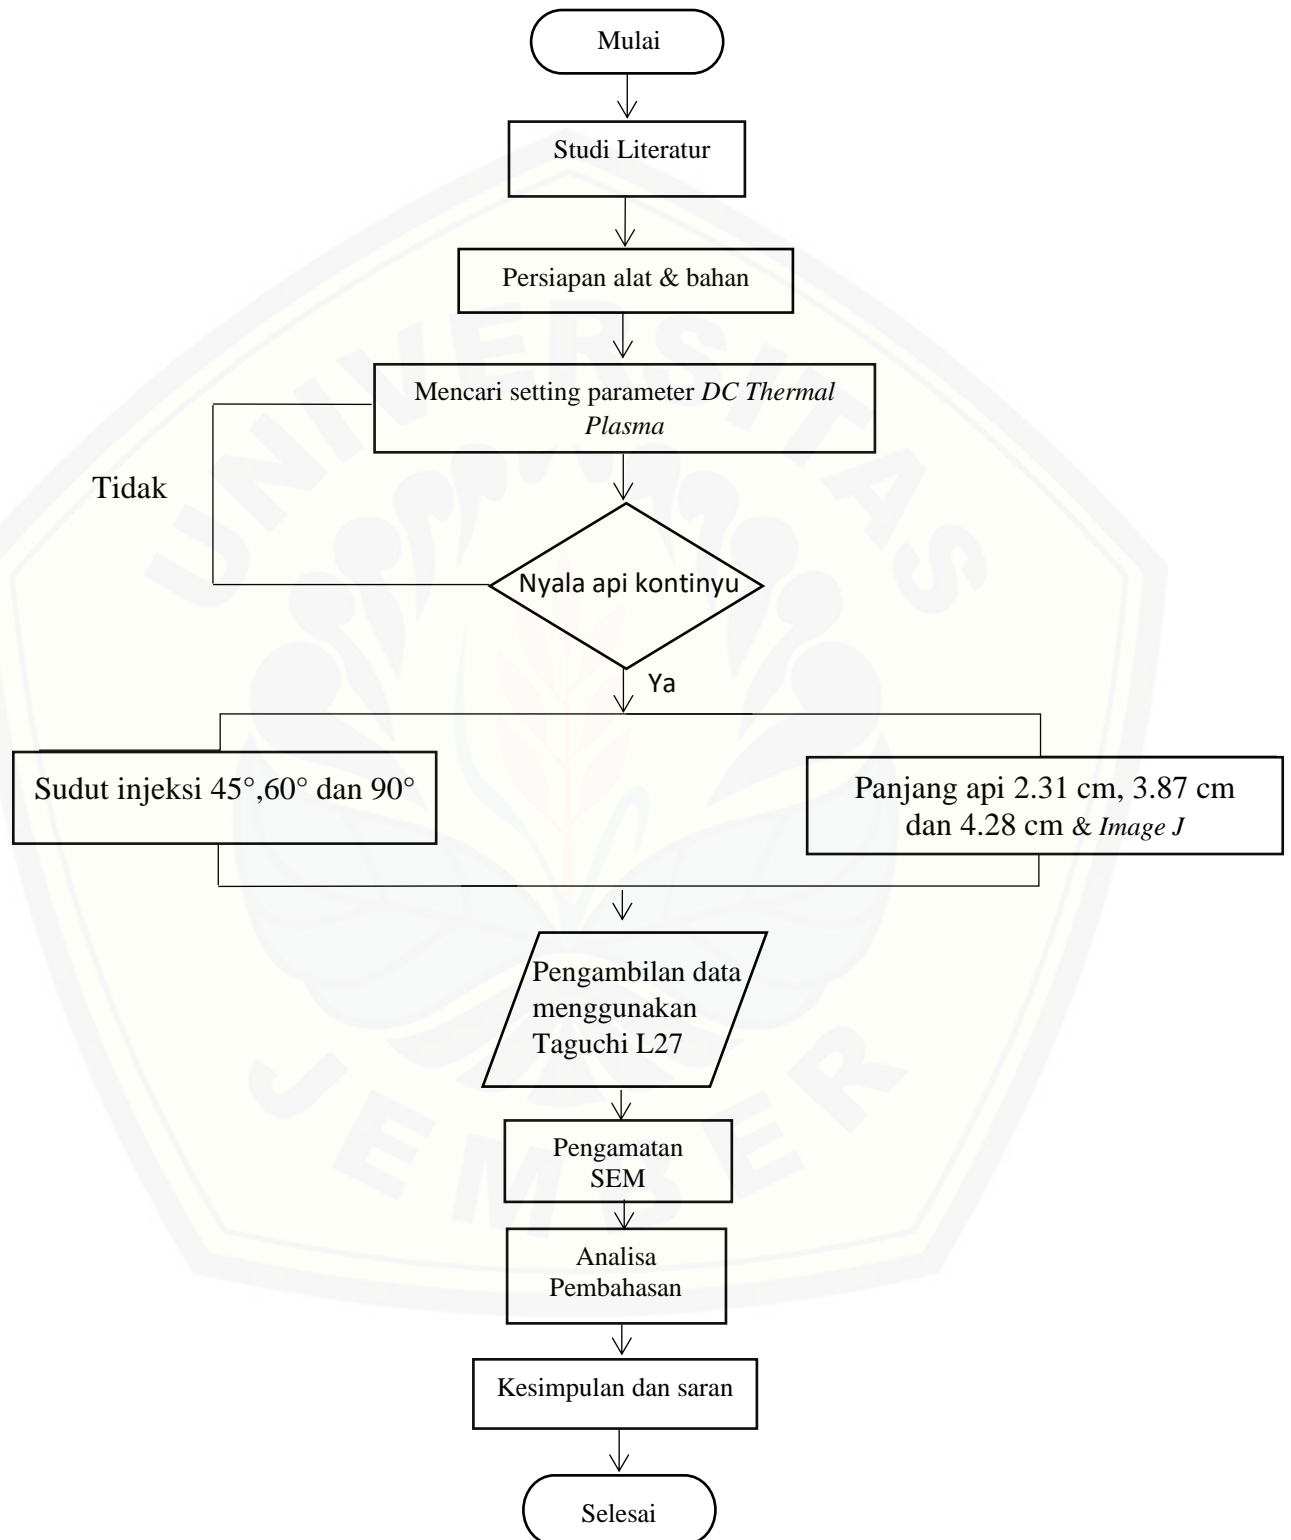 Mulai
Studi Literatur
Persiapan alat & bahan
Mencari setting parameter DC Thermal
Plasma
Tidak
Nyala api kontinyu
Ya
Sudut injeksi 45°,60° dan 90°
Panjang api 2.31 cm, 3.87 cm
dan 4.28 cm & Image J
Pengambilan data
menggunakan
Taguchi L27
Pengamatan
SEM
Analisa
Pembahasan
Kesimpulan dan saran
Selesai
UNIVERSITAS
JEMBER